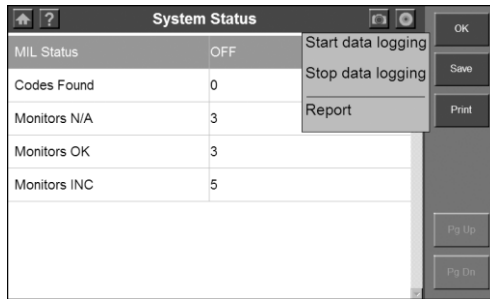 ? System Status
OK
MIL Status OFF
Start data logging
Stop data logging
Save
Codes Found 0
Report
Print
Monitors N/A 3
Monitors OK 3
Monitors INC 5
Pg Up
Pg Dn